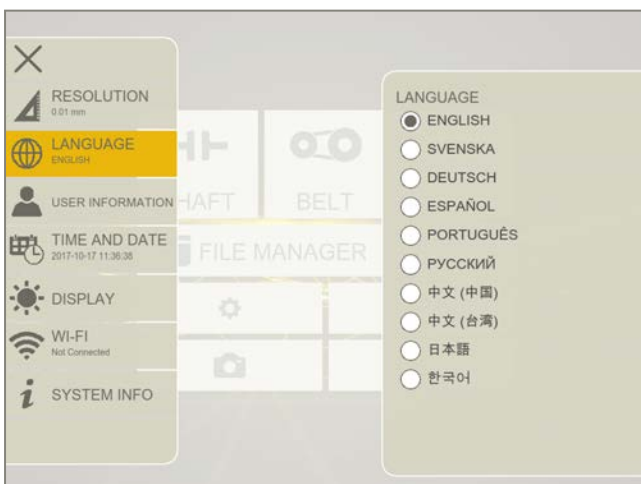 RESOLUTION
0.01 mm
LANGUAGE
ENGLISH
USER INFORMATION
TIME AND DATE
2017-10-17 11:36:38
DISPLAY
WI-FI
Not Connected
SYSTEM INFO
HAFT
BELT
FILE MANAGER
LANGUAGE
ENGLISH
SVENSKA
DEUTSCH
ESPAÑOL
PORTUGUÊS
РУССКИЙ
中文 (中国)
中文 (台湾)
日本語
한국어